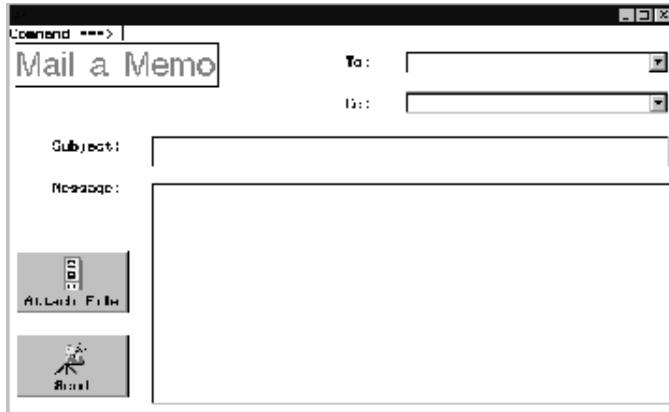 Command ===>
Mail a Memo
To:
Cc:
Subject:
Message:
Attach File
Send